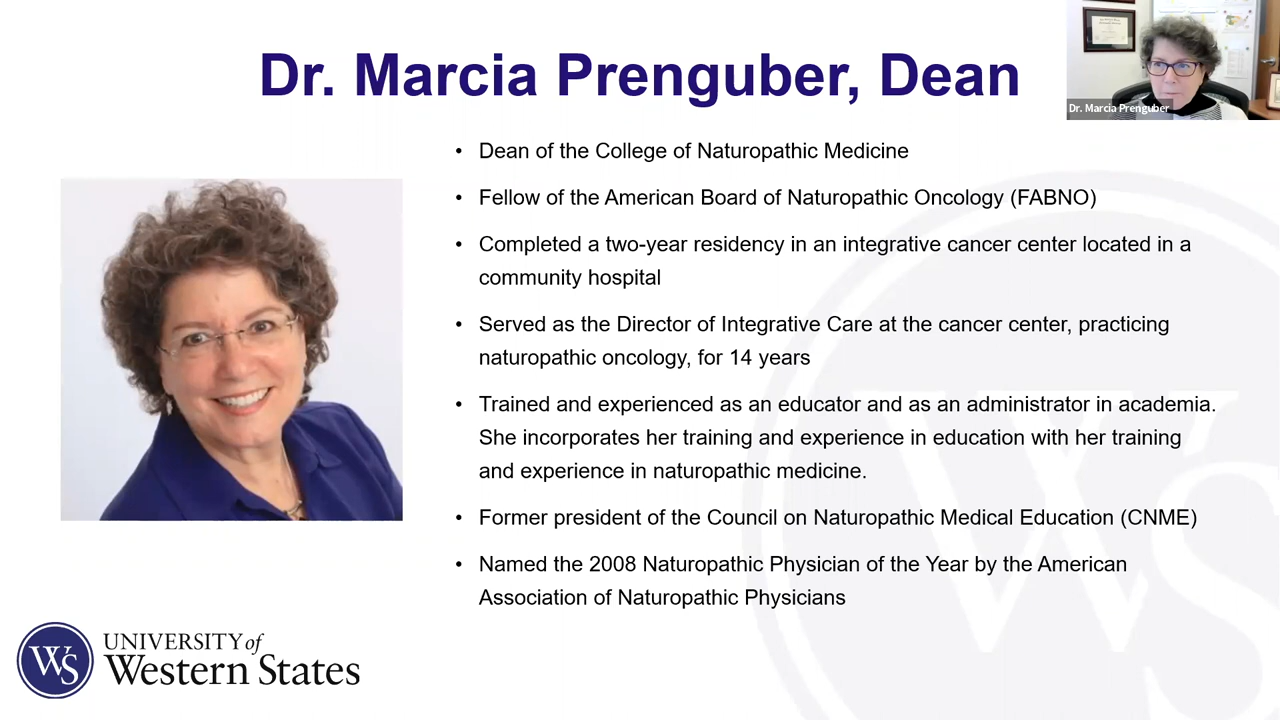 Dr. Marcia Prenguber, Dean
Dr. Marcia Prenguber
• Dean of the College of Naturopathic Medicine
• Fellow of the American Board of Naturopathic Oncology (FABNO)
• Completed a two-year residency in an integrative cancer center located in a
community hospital
• Served as the Director of Integrative Care at the cancer center, practicing
naturopathic oncology, for 14 years
• Trained and experienced as an educator and as an administrator in academia.
She incorporates her training and experience in education with her training
and experience in naturopathic medicine.
• Former president of the Council on Naturopathic Medical Education (CNME)
• Named the 2008 Naturopathic Physician of the Year by the American
Association of Naturopathic Physicians
WS
UNIVERSITY of
Western States